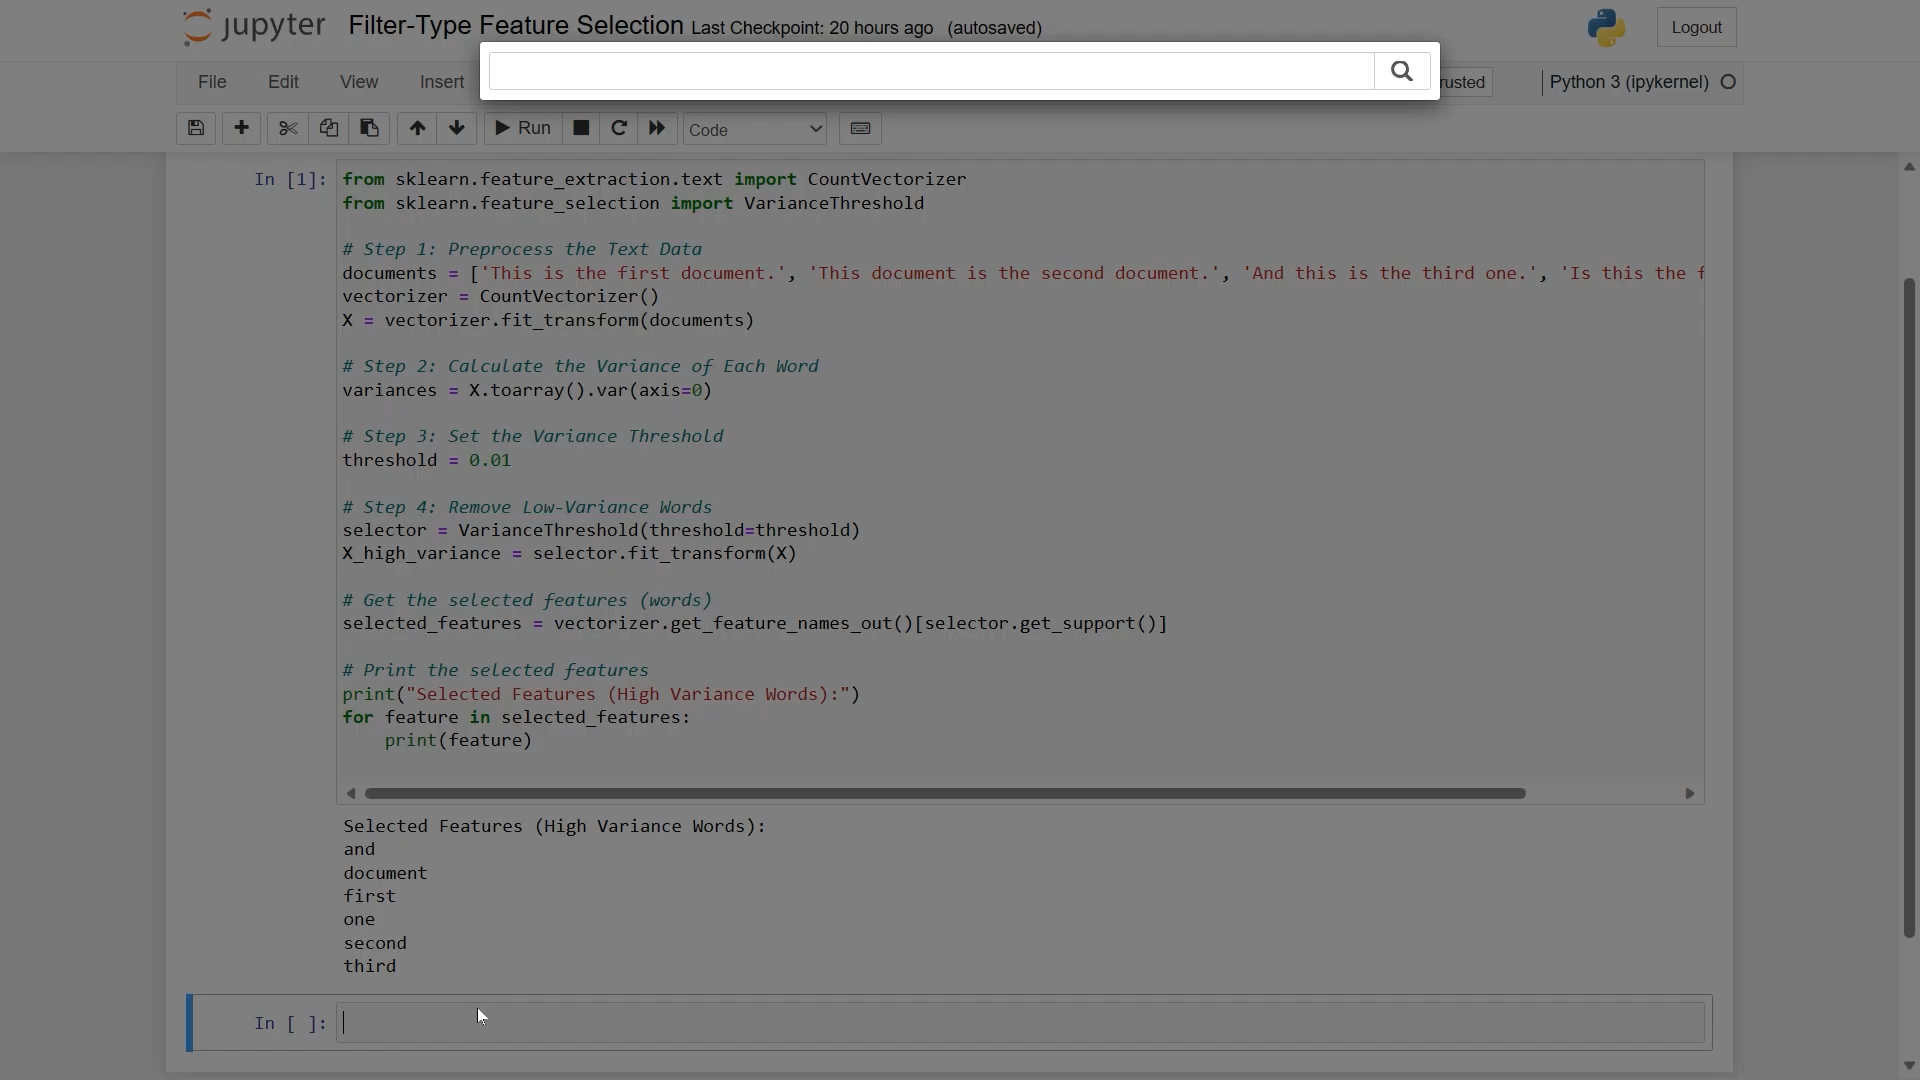 jupyter Filter-Type Feature Selection Last Checkpoint: 20 hours ago (autosaved) Logout
File Edit View Insert rusted Python 3 (ipykernel)
Run Code
In [1]: from sklearn.feature_extraction.text import CountVectorizer
from sklearn.feature_selection import VarianceThreshold
# Step 1: Preprocess the Text Data
documents = ['This is the first document.', 'This document is the second document.', 'And this is the third one.', 'Is this the f
vectorizer = CountVectorizer()
X = vectorizer.fit_transform(documents)
# Step 2: Calculate the Variance of Each Word
variances = X.toarray().var(axis=0)
# Step 3: Set the Variance Threshold
threshold = 0.01
# Step 4: Remove Low-Variance Words
selector = VarianceThreshold(threshold=threshold)
X_high_variance = selector.fit_transform(X)
# Get the selected features (words)
selected_features = vectorizer.get_feature_names_out()[selector.get_support()]
# Print the selected features
print("Selected Features (High Variance Words):")
for feature in selected_features:
    print(feature)
Selected Features (High Variance Words):
and
document
first
one
second
third
In [ ]: